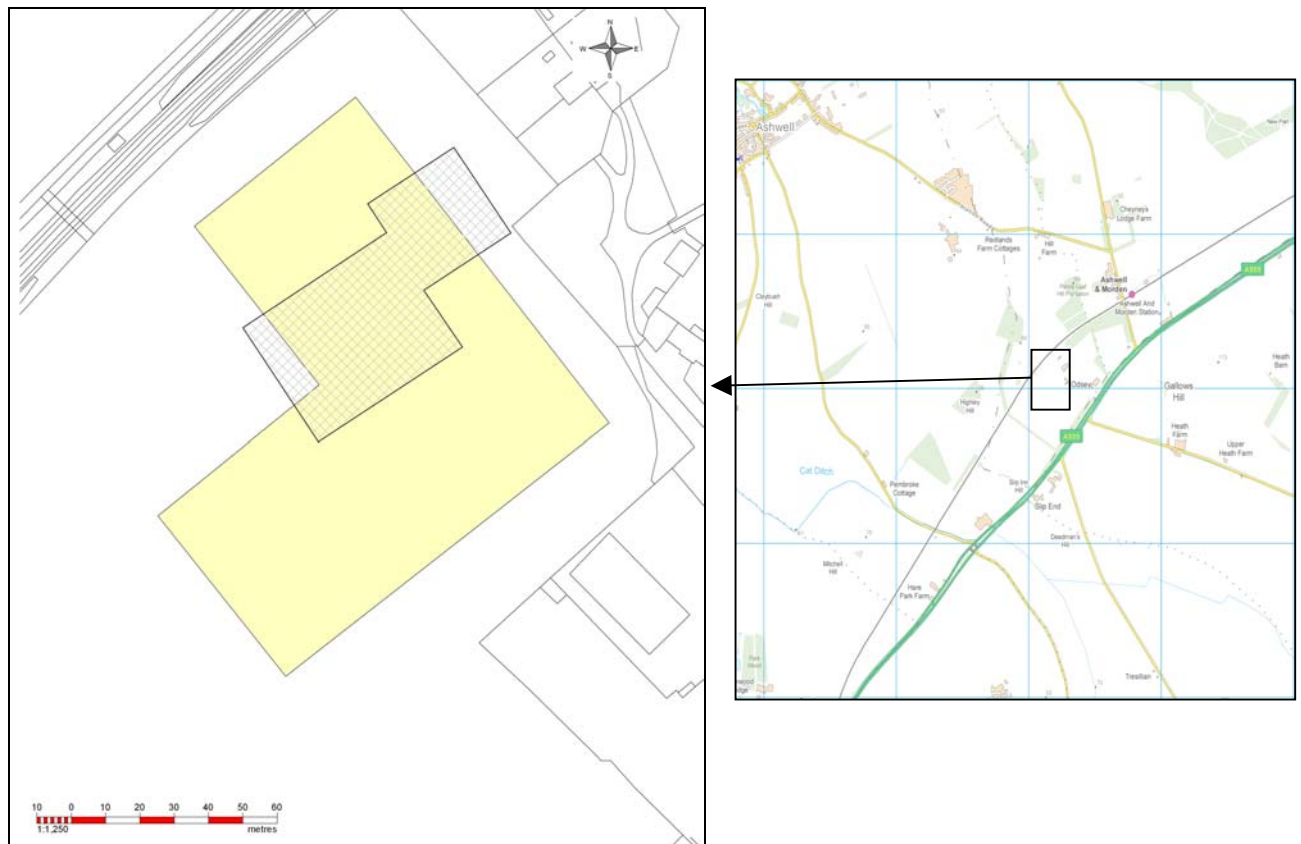 N
W E
S
10 0 10 20 30 40 50 60
1:1,250 metres
Ashwell
New Farm
Cheyney's
Lodge Farm
Redlands
Farm Cottages
Hill
Farm
A505
Ashwell
& Morden
Ashwell And
Morden Station
Claybush
Hill
Heath
Barn
Odsey
Gallows
Hill
Highley
Hill
Heath
Farm
A505
Upper
Heath Farm
Cat Ditch
Pembroke
Cottage
Slip Inn
Hill
Slip End
Deadman's
Hill
Mitchell
Hill
Hare
Park Farm
Park
Wood
Tresillian